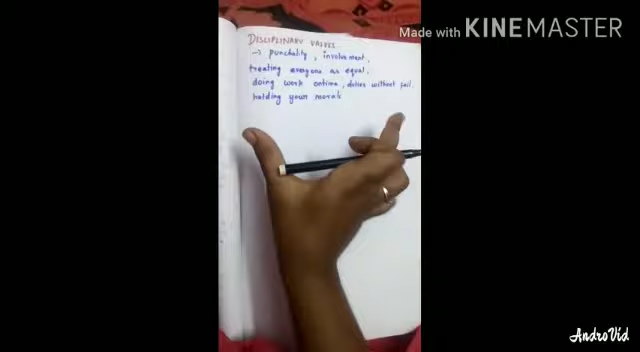 Made with KINEMASTER
DISCIPLINARY VALUES
→ punctuality, involvement,
treating everyone as equal,
doing work ontime, duties without fail.
holding your morals
AndroVid